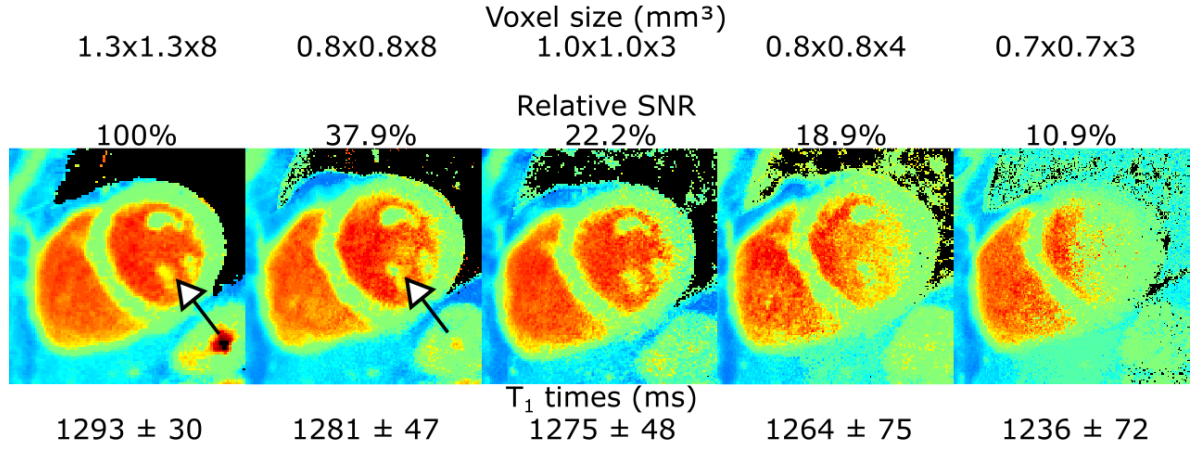 Voxel size (mm³)
1.3x1.3x8 0.8x0.8x8 1.0x1.0x3 0.8x0.8x4 0.7x0.7x3
Relative SNR
100% 37.9% 22.2% 18.9% 10.9%
T₁ times (ms)
1293 ± 30 1281 ± 47 1275 ± 48 1264 ± 75 1236 ± 72